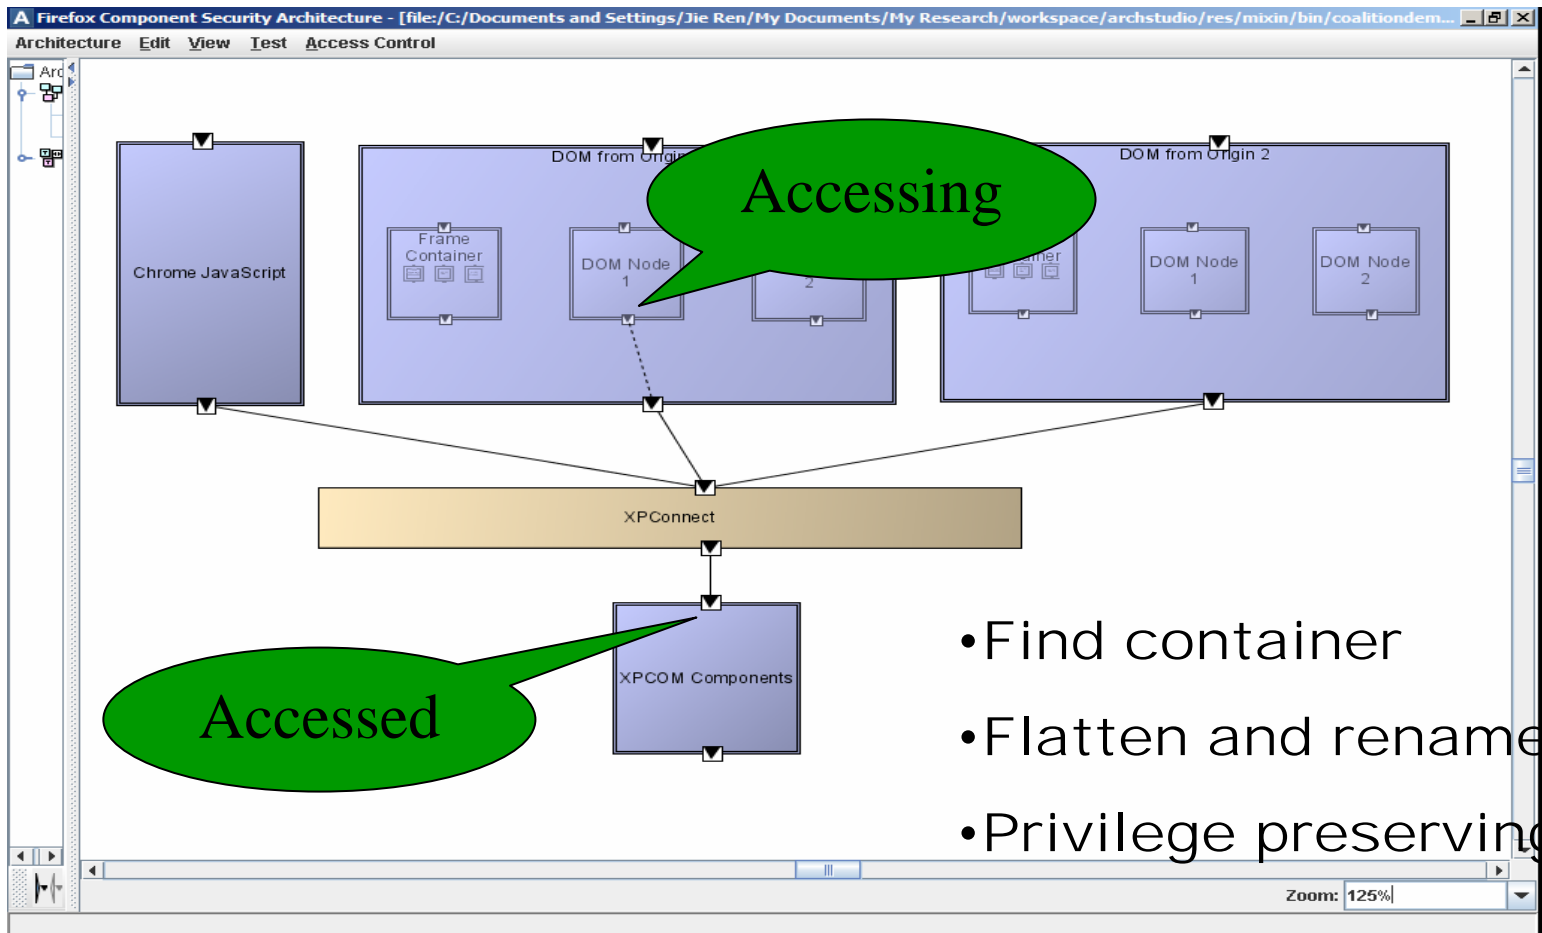 Firefox Component Security Architecture - [file:/C:/Documents and Settings/Jie Ren/My Documents/My Research/workspace/archstudio/res/mixin/bin/coalitiondem...
Architecture Edit View Test Access Control
Arc
DOM from Origin
DOM from Origin 2
Accessing
Frame
Container
Chrome JavaScript
DOM Node
1
2
DOM Node
1
DOM Node
2
XPConnect
XPCOM Components
Accessed
•Find container
•Flatten and rename
•Privilege preserving
Zoom: 125%